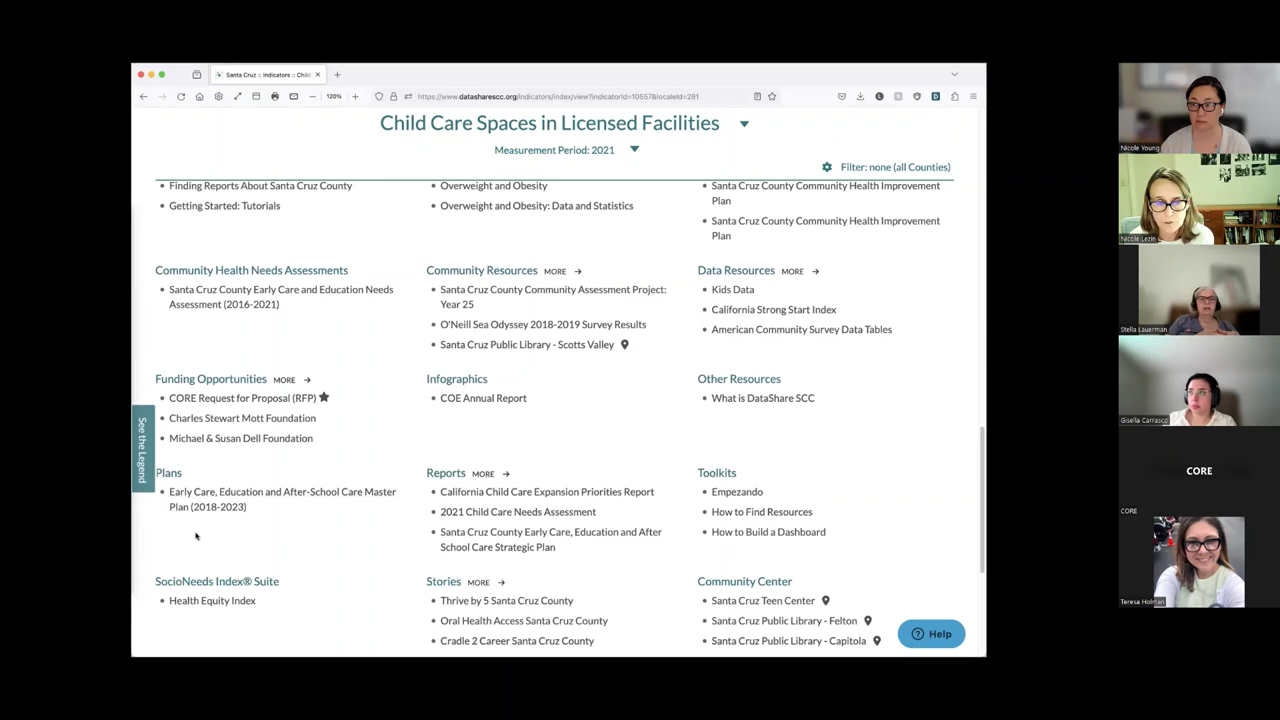 Santa Cruz :: Indicators :: Child
120%
https://www.datasharescc.org/indicators/index/view?indicatorId=10557&localeId=281
Child Care Spaces in Licensed Facilities
Measurement Period: 2021
Filter: none (all Counties)
Finding Reports About Santa Cruz County
Getting Started: Tutorials
Overweight and Obesity
Overweight and Obesity: Data and Statistics
Santa Cruz County Community Health Improvement
Plan
Santa Cruz County Community Health Improvement
Plan
Community Health Needs Assessments
Santa Cruz County Early Care and Education Needs
Assessment (2016-2021)
Community Resources MORE →
Santa Cruz County Community Assessment Project:
Year 25
O'Neill Sea Odyssey 2018-2019 Survey Results
Santa Cruz Public Library - Scotts Valley
Data Resources MORE →
Kids Data
California Strong Start Index
American Community Survey Data Tables
Funding Opportunities MORE →
CORE Request for Proposal (RFP)
Charles Stewart Mott Foundation
Michael & Susan Dell Foundation
Infographics
COE Annual Report
Other Resources
What is DataShare SCC
See the Legend
Plans
Early Care, Education and After-School Care Master
Plan (2018-2023)
Reports MORE →
California Child Care Expansion Priorities Report
2021 Child Care Needs Assessment
Santa Cruz County Early Care, Education and After
School Care Strategic Plan
Toolkits
Empezando
How to Find Resources
How to Build a Dashboard
SocioNeeds Index® Suite
Health Equity Index
Stories MORE →
Thrive by 5 Santa Cruz County
Oral Health Access Santa Cruz County
Cradle 2 Career Santa Cruz County
Community Center
Santa Cruz Teen Center
Santa Cruz Public Library - Felton
Santa Cruz Public Library - Capitola
Help
Nicole Young
Nicole Lezin
Stella Lauerman
Gisella Carrasco
CORE
CORE
Teresa Holman